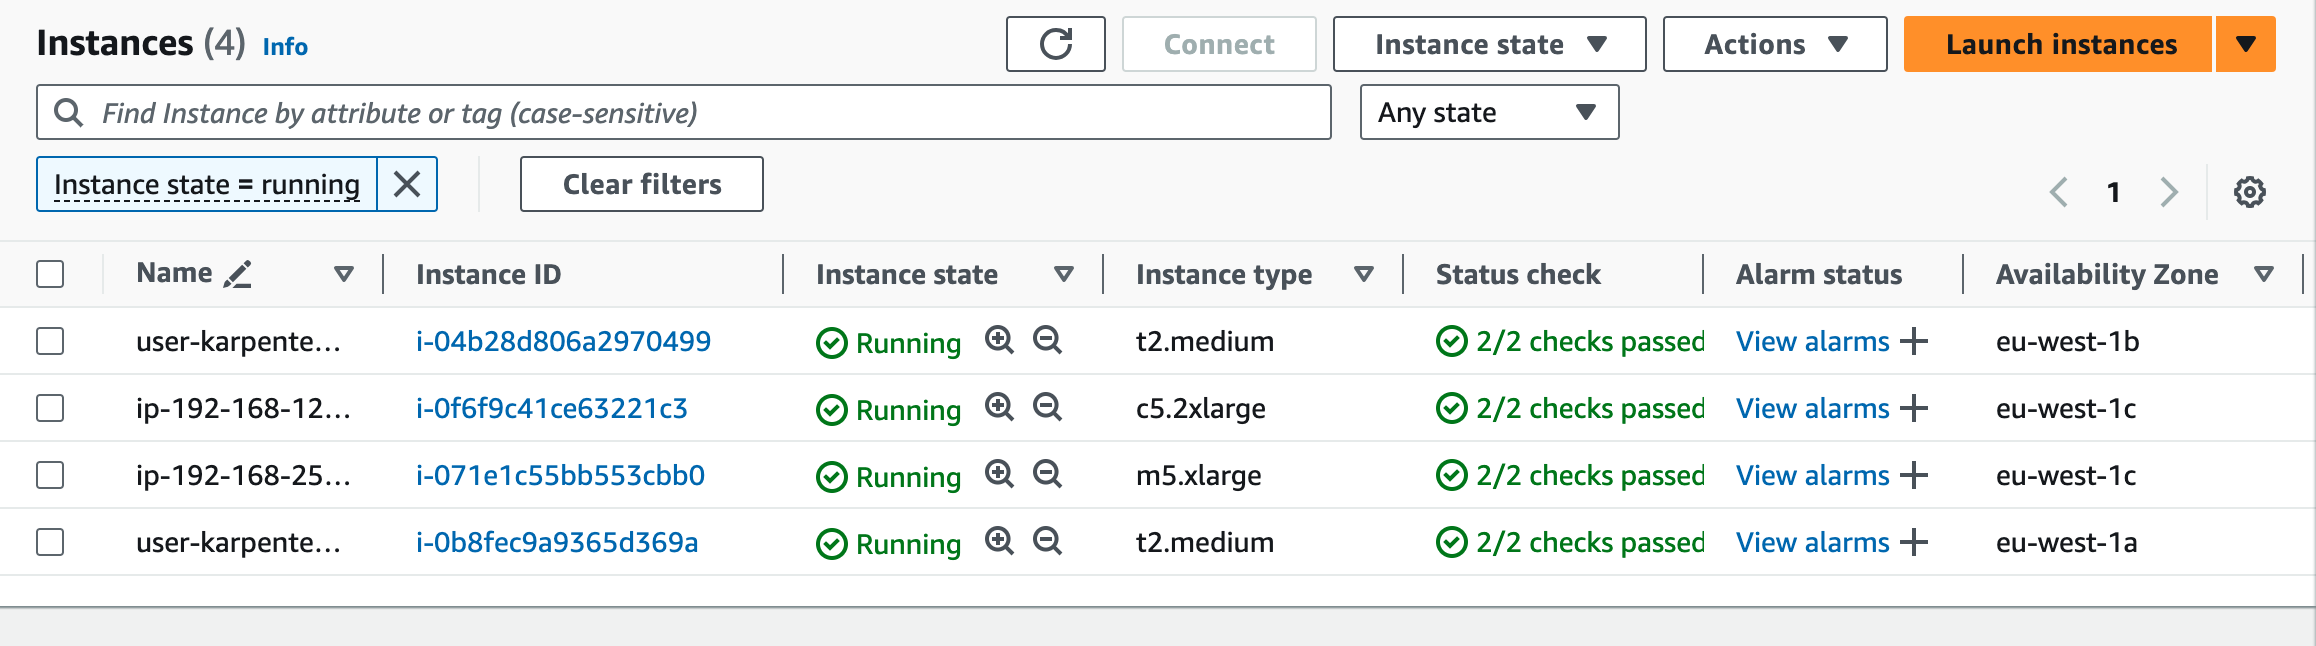 Instances (4) Info Connect Instance state Actions Launch instances
Find Instance by attribute or tag (case-sensitive) Any state
Instance state = running Clear filters 1
Name Instance ID Instance state Instance type Status check Alarm status Availability Zone
user-karpente... i-04b28d806a2970499 Running t2.medium 2/2 checks passed View alarms eu-west-1b
ip-192-168-12... i-0f6f9c41ce63221c3 Running c5.2xlarge 2/2 checks passed View alarms eu-west-1c
ip-192-168-25... i-071e1c55bb553cbb0 Running m5.xlarge 2/2 checks passed View alarms eu-west-1c
user-karpente... i-0b8fec9a9365d369a Running t2.medium 2/2 checks passed View alarms eu-west-1a